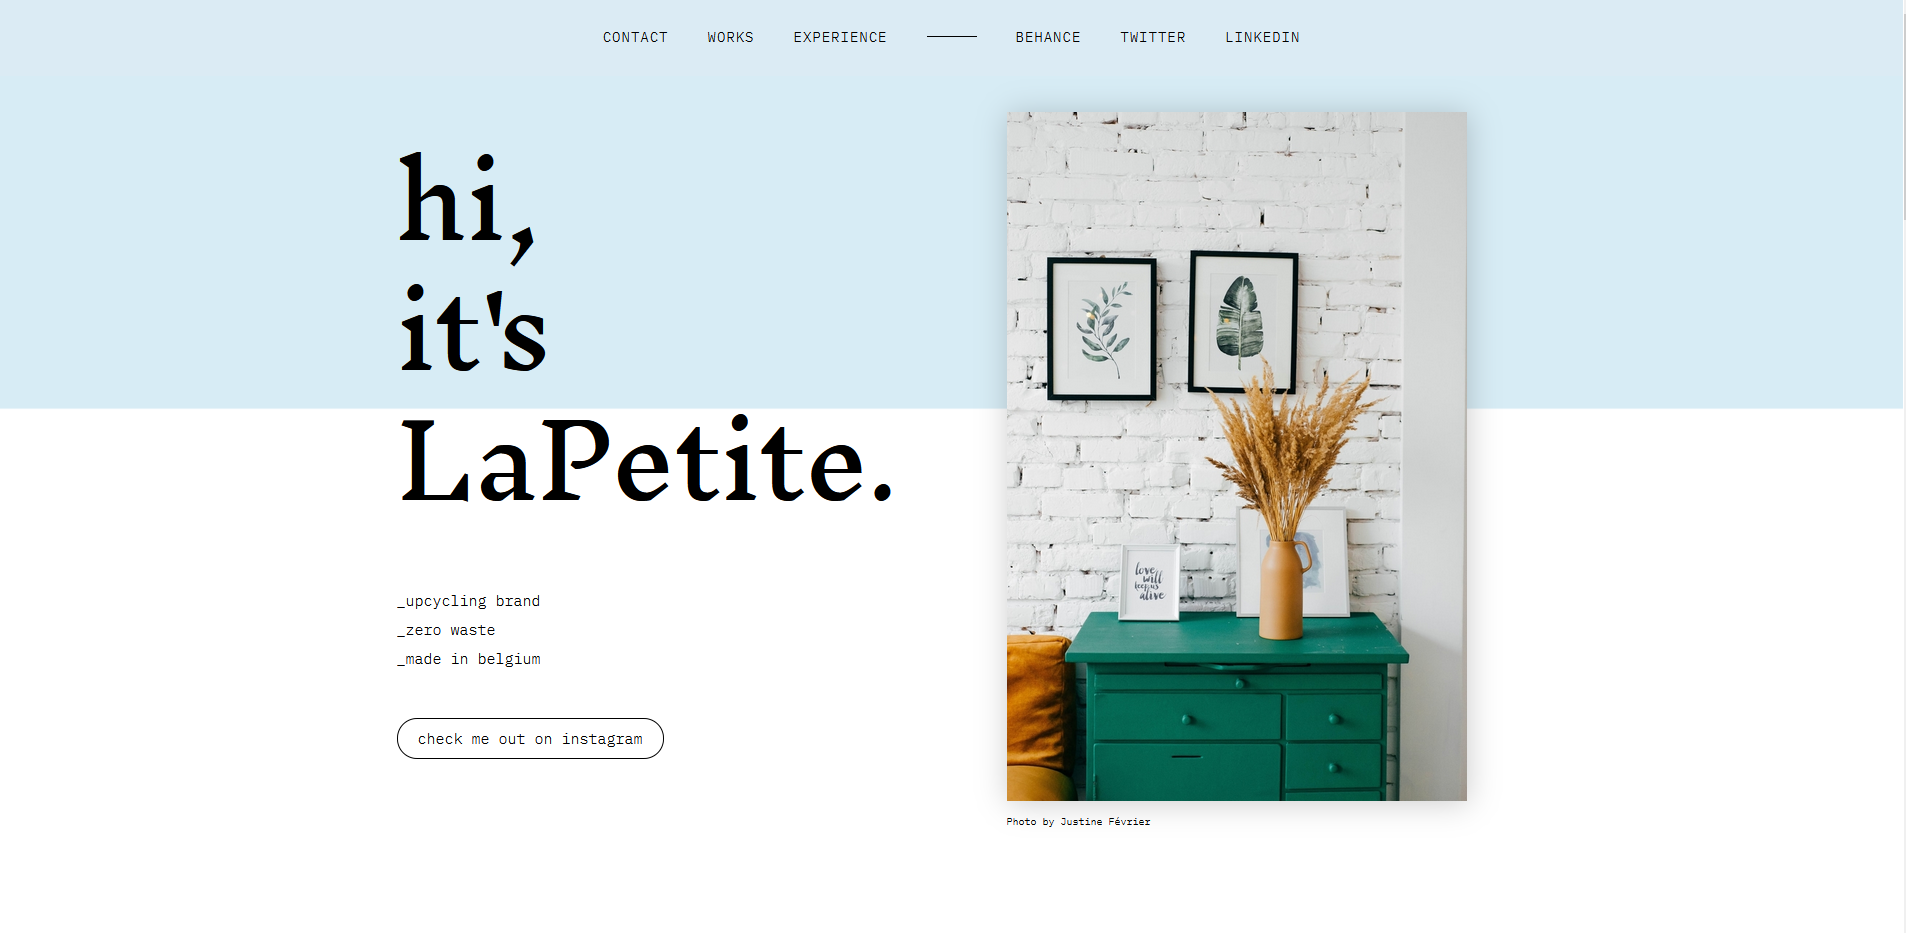 CONTACT WORKS EXPERIENCE BEHANCE TWITTER LINKEDIN
hi,
it's
LaPetite.
_upcycling brand
_zero waste
_made in belgium
check me out on instagram
love
will
keep us
alive
Photo by Justine Février